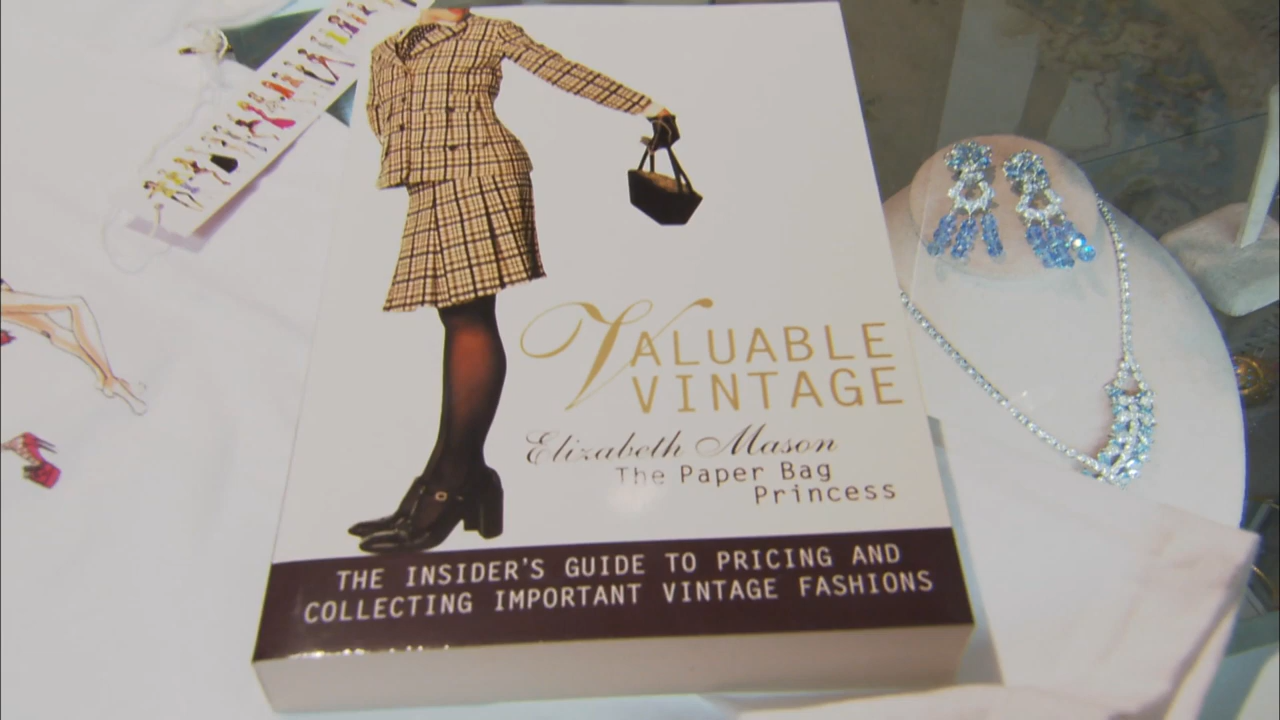 VALUABLE
VINTAGE
Elizabeth Mason
The Paper Bag
Princess
THE INSIDER'S GUIDE TO PRICING AND
COLLECTING IMPORTANT VINTAGE FASHIONS